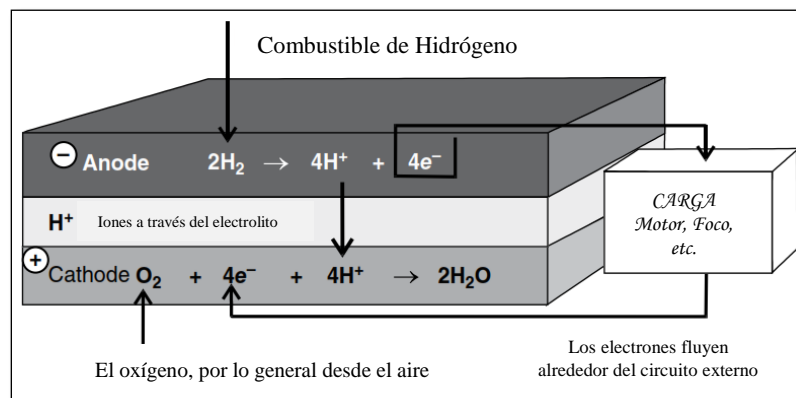 Combustible de Hidrógeno
− Anode 2H₂ → 4H⁺ + 4e⁻
H⁺ Iones a través del electrolito
+ Cathode O₂ + 4e⁻ + 4H⁺ → 2H₂O
CARGA
Motor, Foco,
etc.
El oxígeno, por lo general desde el aire
Los electrones fluyen
alrededor del circuito externo